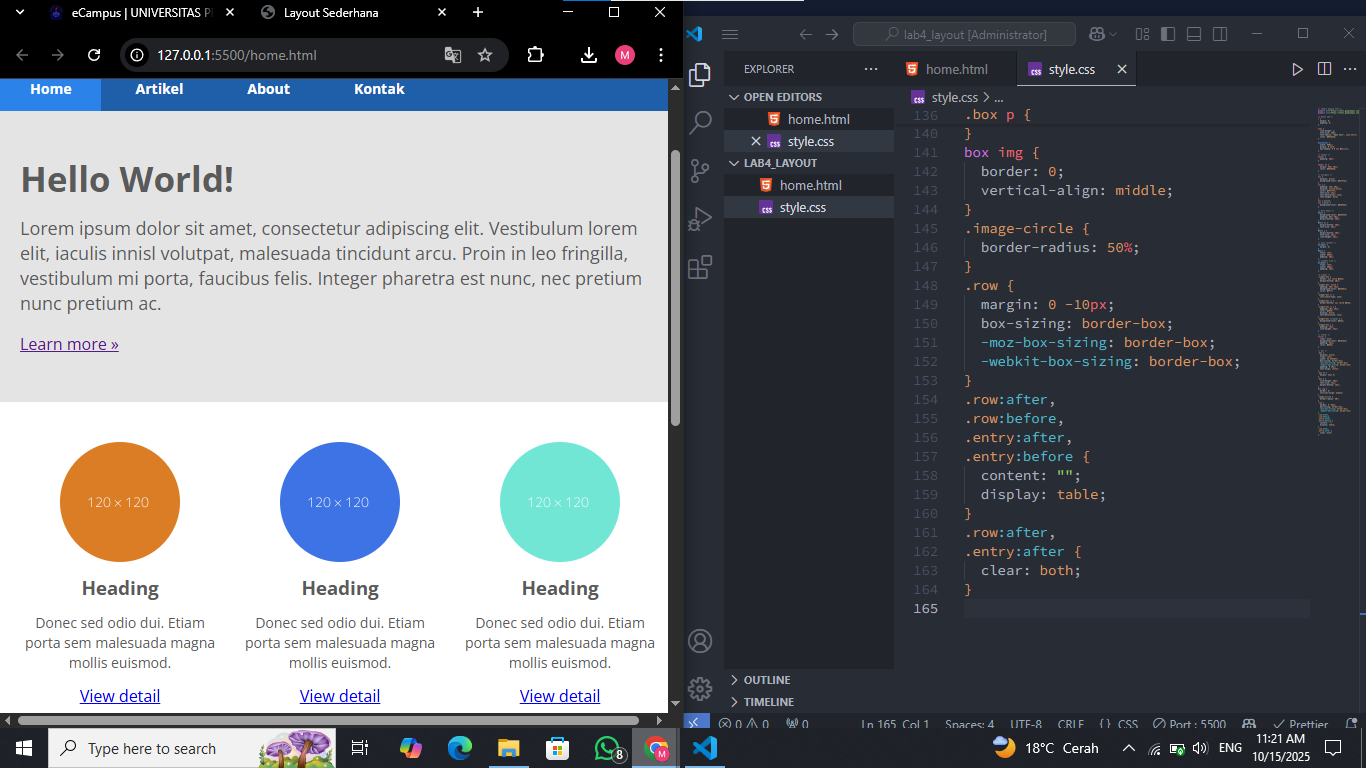 eCampus | UNIVERSITAS P
Layout Sederhana
127.0.0.1:5500/home.html
M
Home
Artikel
About
Kontak
Hello World!
Lorem ipsum dolor sit amet, consectetur adipiscing elit. Vestibulum lorem
elit, iaculis innisl volutpat, malesuada tincidunt arcu. Proin in leo fringilla,
vestibulum mi porta, faucibus felis. Integer pharetra est nunc, nec pretium
nunc pretium ac.
Learn more »
120 × 120
120 × 120
120 × 120
Heading
Heading
Heading
Donec sed odio dui. Etiam
porta sem malesuada magna
mollis euismod.
Donec sed odio dui. Etiam
porta sem malesuada magna
mollis euismod.
Donec sed odio dui. Etiam
porta sem malesuada magna
mollis euismod.
View detail
View detail
View detail
lab4_layout [Administrator]
EXPLORER
OPEN EDITORS
home.html
style.css
LAB4_LAYOUT
home.html
style.css
OUTLINE
TIMELINE
home.html
style.css
style.css > ...
136 .box p {
140 }
141 box img {
142 border: 0;
143 vertical-align: middle;
144 }
145 .image-circle {
146 border-radius: 50%;
147 }
148 .row {
149 margin: 0 -10px;
150 box-sizing: border-box;
151 -moz-box-sizing: border-box;
152 -webkit-box-sizing: border-box;
153 }
154 .row:after,
155 .row:before,
156 .entry:after,
157 .entry:before {
158 content: "";
159 display: table;
160 }
161 .row:after,
162 .entry:after {
163 clear: both;
164 }
165
0 0 0
Ln 165, Col 1 Spaces: 4 UTF-8 CRLF {} CSS Port : 5500 Prettier
Type here to search
8
M
18°C Cerah
ENG
11:21 AM
10/15/2025